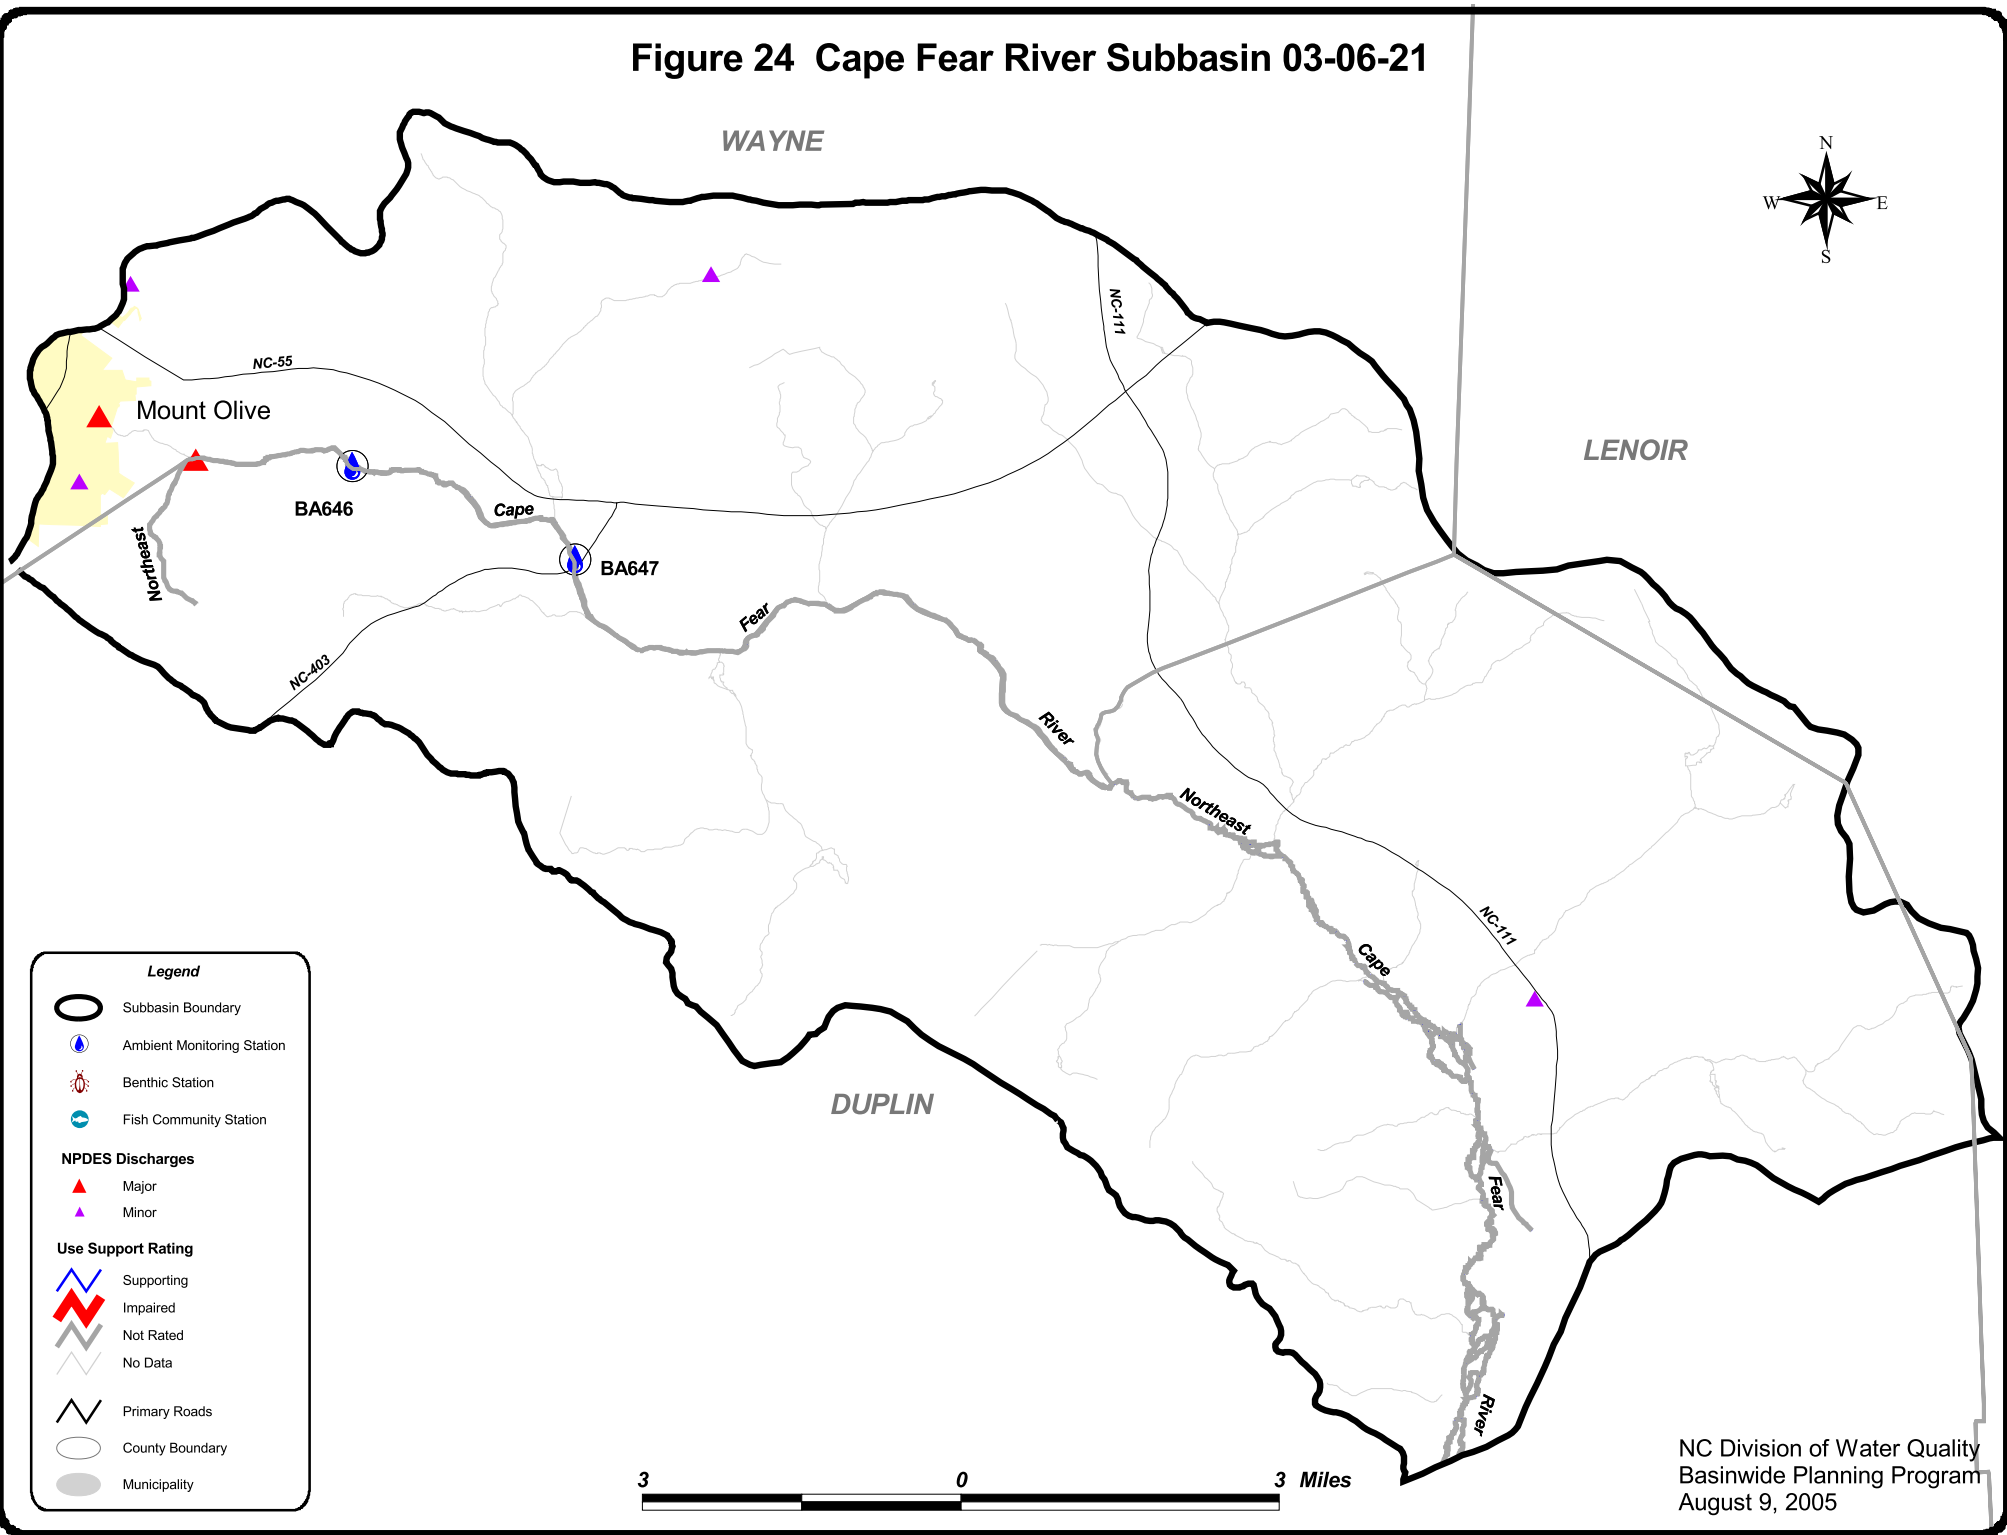 Figure 24 Cape Fear River Subbasin 03-06-21
WAYNE
N
W
E
S
NC-111
NC-55
Mount Olive
LENOIR
BA646
Cape
Northeast
BA647
Fear
NC-403
River
Northeast
NC-111
Cape
DUPLIN
Fear
River
Legend
Subbasin Boundary
Ambient Monitoring Station
Benthic Station
Fish Community Station
NPDES Discharges
Major
Minor
Use Support Rating
Supporting
Impaired
Not Rated
No Data
Primary Roads
County Boundary
Municipality
3 0 3 Miles
NC Division of Water Quality
Basinwide Planning Program
August 9, 2005